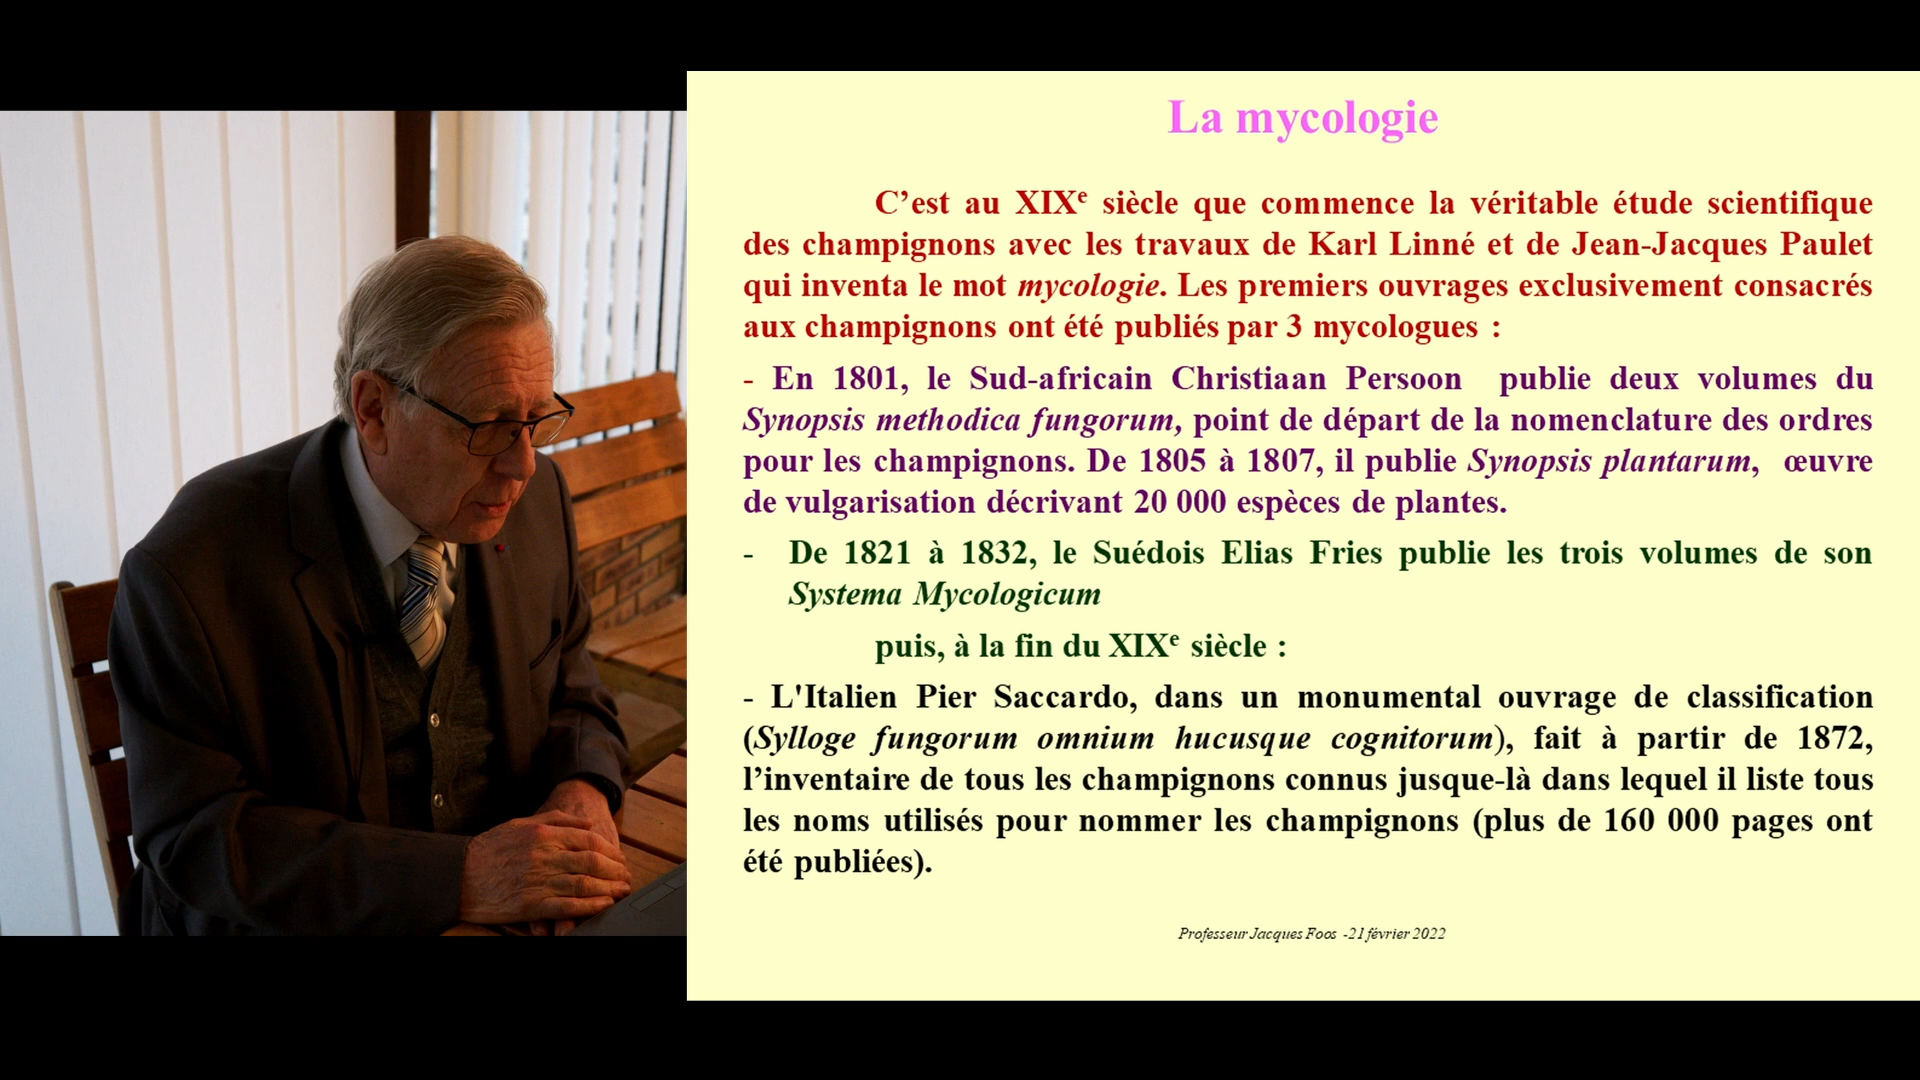 La mycologie
C’est au XIXe siècle que commence la véritable étude scientifique
des champignons avec les travaux de Karl Linné et de Jean-Jacques Paulet
qui inventa le mot mycologie. Les premiers ouvrages exclusivement consacrés
aux champignons ont été publiés par 3 mycologues :
- En 1801, le Sud-africain Christiaan Persoon publie deux volumes du
Synopsis methodica fungorum, point de départ de la nomenclature des ordres
pour les champignons. De 1805 à 1807, il publie Synopsis plantarum, œuvre
de vulgarisation décrivant 20 000 espèces de plantes.
- De 1821 à 1832, le Suédois Elias Fries publie les trois volumes de son
Systema Mycologicum
puis, à la fin du XIXe siècle :
- L'Italien Pier Saccardo, dans un monumental ouvrage de classification
(Sylloge fungorum omnium hucusque cognitorum), fait à partir de 1872,
l’inventaire de tous les champignons connus jusque-là dans lequel il liste tous
les noms utilisés pour nommer les champignons (plus de 160 000 pages ont
été publiées).
Professeur Jacques Foos -21 février 2022